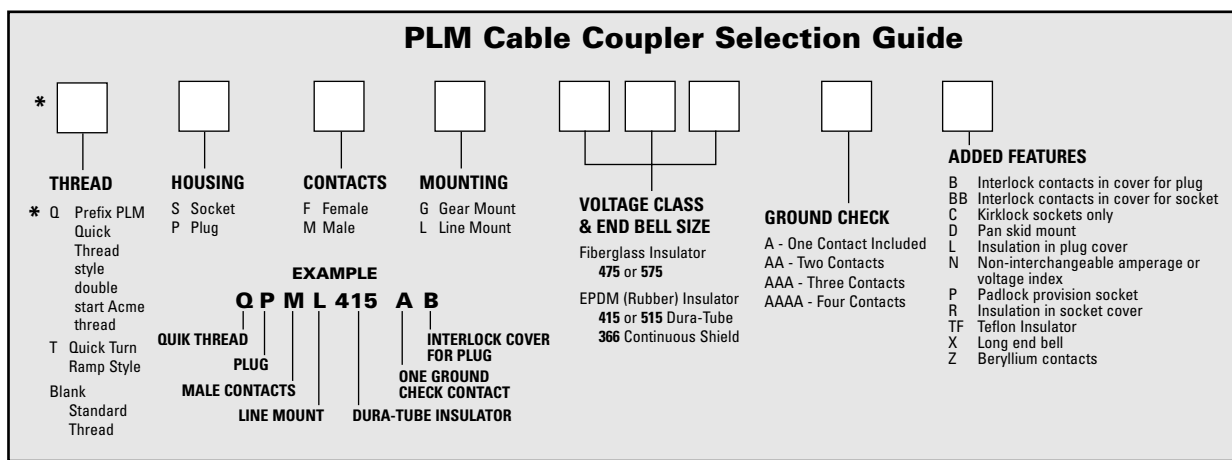 PLM Cable Coupler Selection Guide
*
THREAD
* Q Prefix PLM
Quick
Thread
style
double
start Acme
thread
T Quick Turn
Ramp Style
Blank
Standard
Thread
HOUSING
S Socket
P Plug
CONTACTS
F Female
M Male
MOUNTING
G Gear Mount
L Line Mount
EXAMPLE
Q P M L 415 A B
QUIK THREAD
PLUG
MALE CONTACTS
LINE MOUNT
DURA-TUBE INSULATOR
ONE GROUND
CHECK CONTACT
INTERLOCK COVER
FOR PLUG
VOLTAGE CLASS
& END BELL SIZE
Fiberglass Insulator
475 or 575
EPDM (Rubber) Insulator
415 or 515 Dura-Tube
366 Continuous Shield
GROUND CHECK
A - One Contact Included
AA - Two Contacts
AAA - Three Contacts
AAAA - Four Contacts
ADDED FEATURES
B Interlock contacts in cover for plug
BB Interlock contacts in cover for socket
C Kirklock sockets only
D Pan skid mount
L Insulation in plug cover
N Non-interchangeable amperage or
voltage index
P Padlock provision socket
R Insulation in socket cover
TF Teflon Insulator
X Long end bell
Z Beryllium contacts